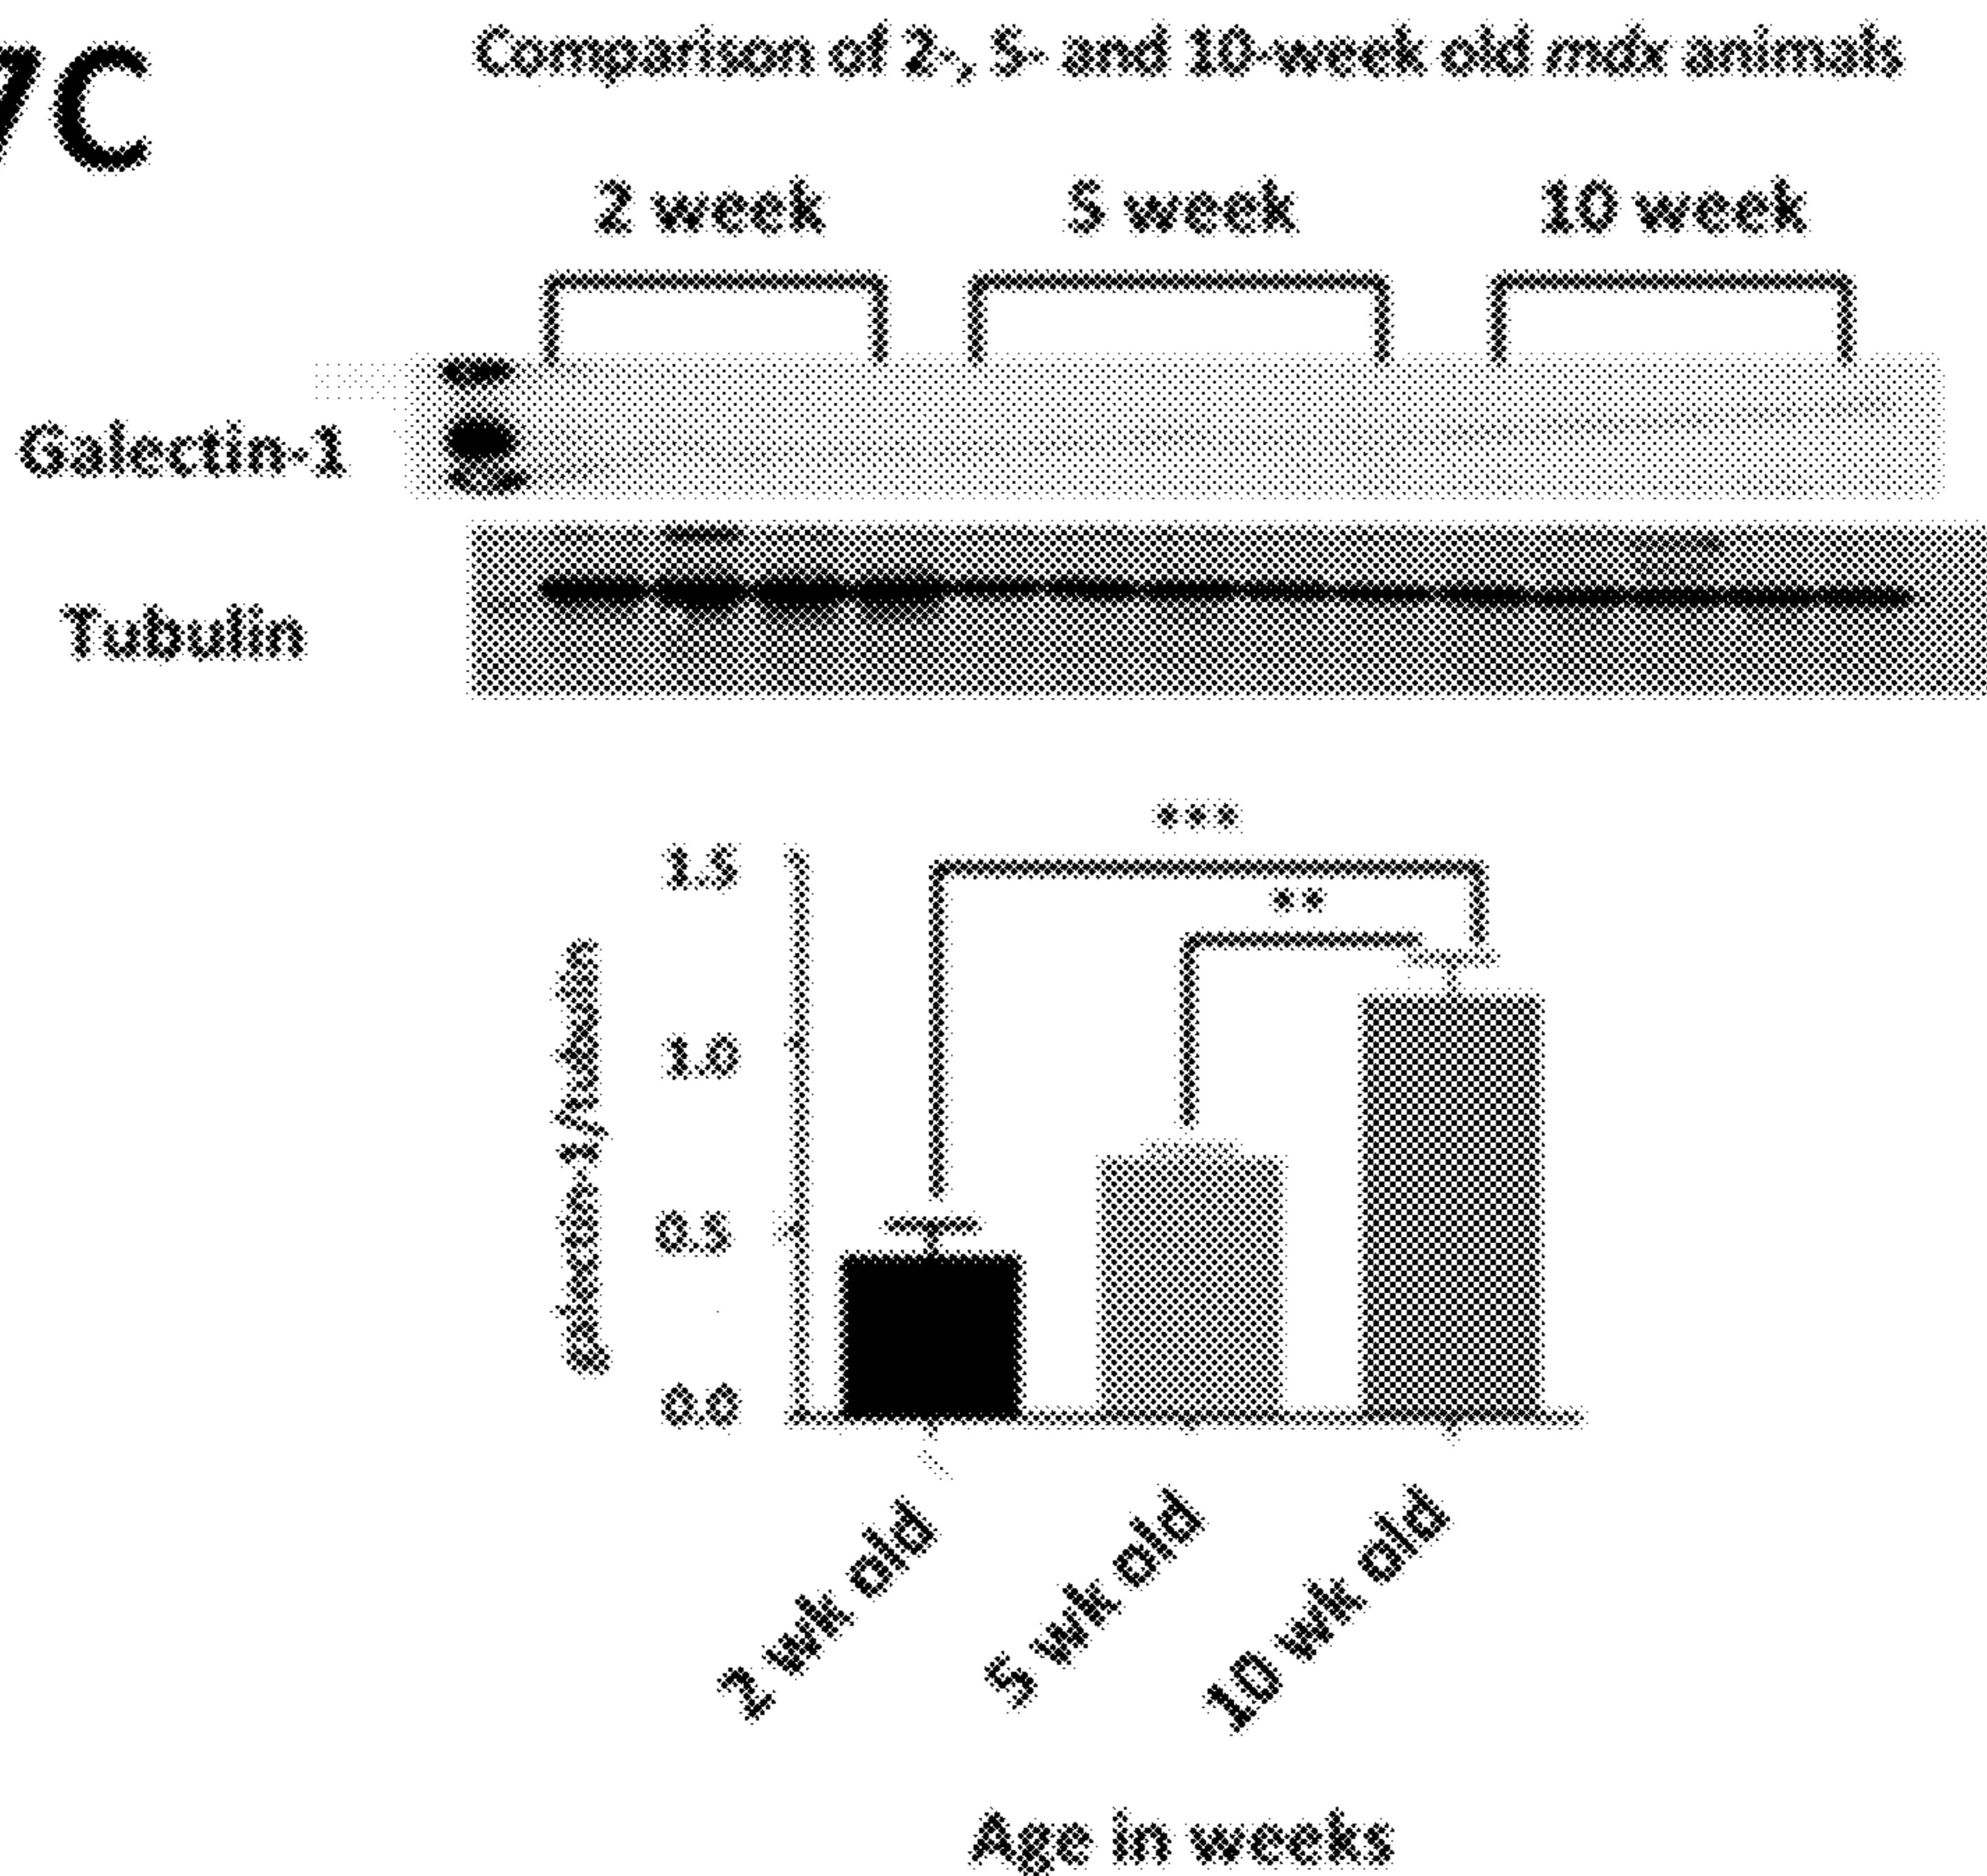 7C
Comparison of 2-, 5- and 10-week old mdx animals
2 week 5 week 10 week
Galectin-1
Tubulin
***
**
Galectin-1/Tubulin
1.5
1.0
0.5
0.0
2 wk old 5 wk old 10 wk old
Age in weeks